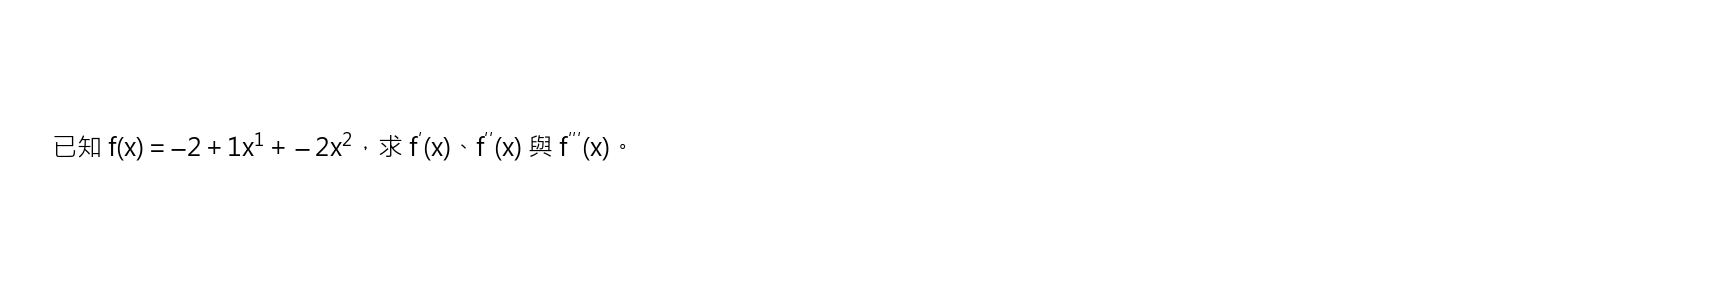 已知 f(x) = −2 + 1x¹ + − 2x²，求 f′(x)、f′′(x) 與 f′′′(x)。